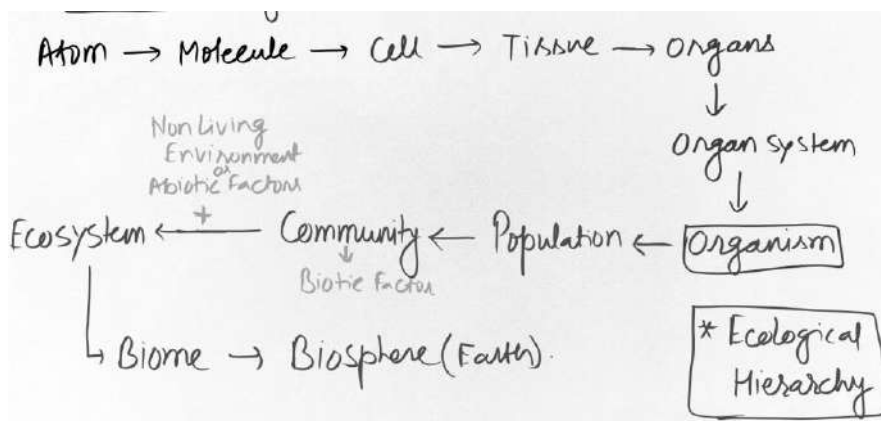 Atom → Molecule → Cell → Tissue → Organs
Non Living
Environment
or
Abiotic Factors
↓
Organ System
↓
Ecosystem ← + Community ← Population ← Organism
↓
Biotic Factor
* Ecological
Hierarchy
↳ Biome → Biosphere (Earth).